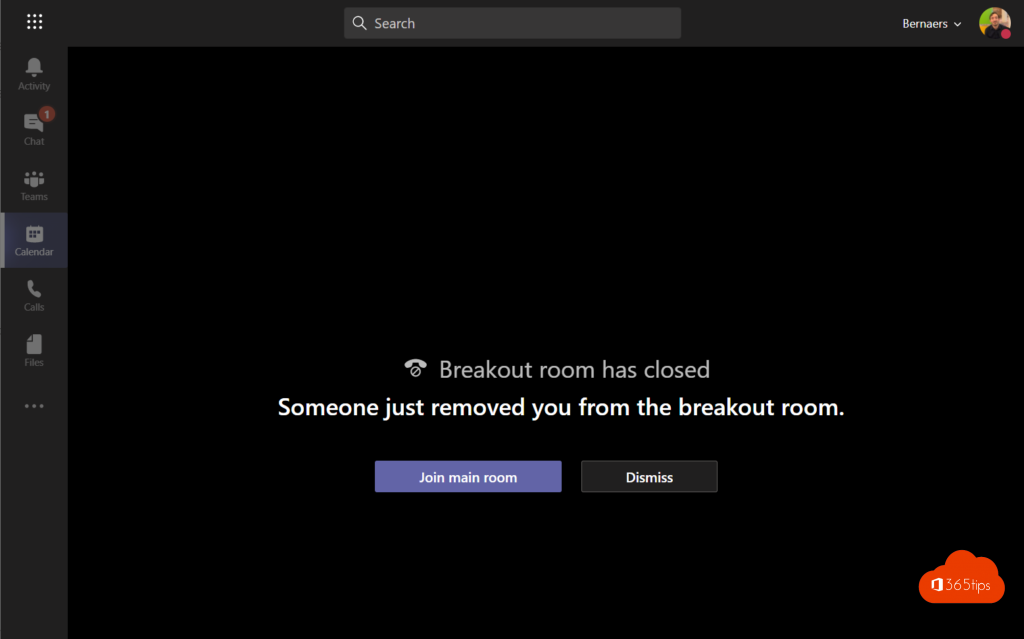 Search
Bernaers
Activity
1
Chat
Teams
Calendar
Calls
Files
Breakout room has closed
Someone just removed you from the breakout room.
Join main room
Dismiss
365tips